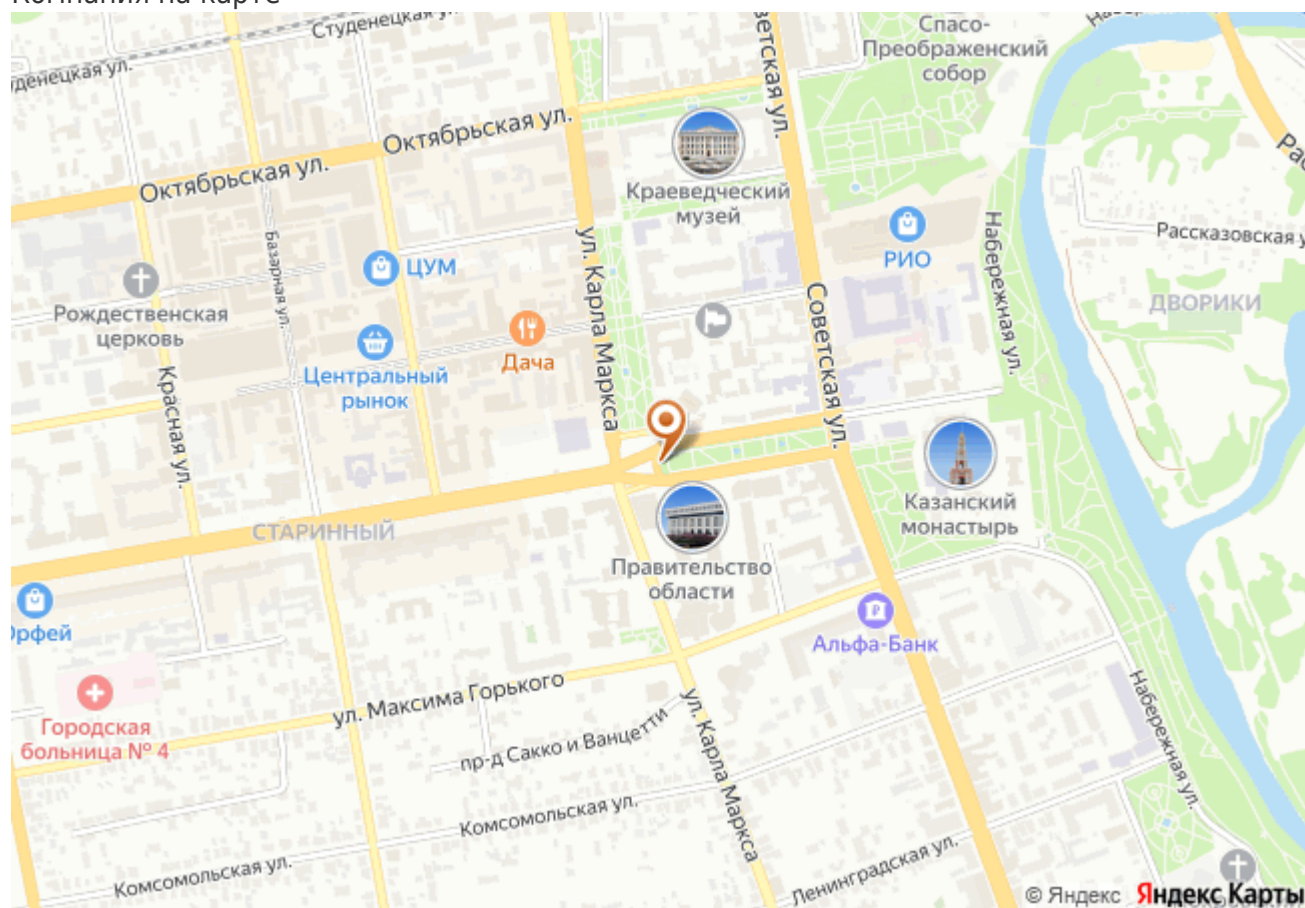 Компания на карте
Студенецкая ул.
Спасо-
Преображенский
собор
Октябрьская ул.
Октябрьская ул.
Краеведческий
музей
Советская ул.
Рассказовская
Набережная ул.
РИО
ДВОРИКИ
Базарная ул.
ЦУМ
ул. Карла Маркса
Рождественская
церковь
Центральный
рынок
Дача
Красная ул.
Казанский
монастырь
СТАРИННЫЙ
Правительство
области
Альфа-Банк
Городская
больница № 4
ул. Максима Горького
пр-д Сакко и Ванцетти
ул. Карла Маркса
Набережная ул.
Комсомольская ул.
Комсомольская ул.
Ленинградская ул.
© Яндекс Яндекс Карты